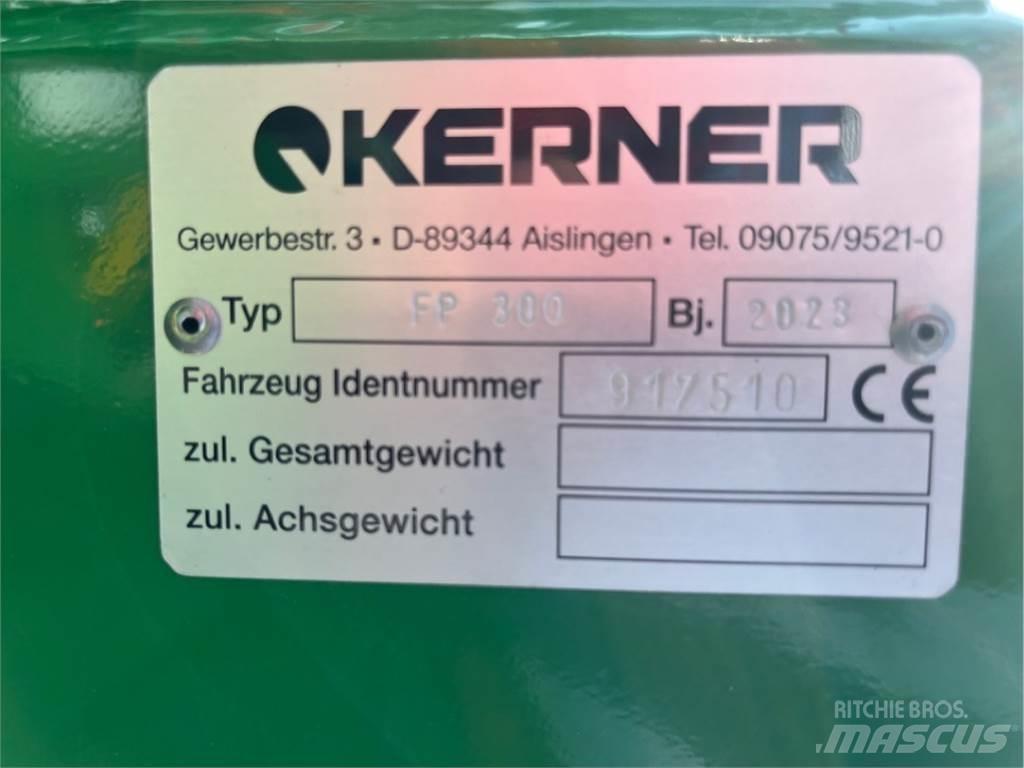 KERNER
Gewerbestr. 3 • D-89344 Aislingen • Tel. 09075/9521-0
Typ FP 300 Bj. 2023
Fahrzeug Identnummer 917510 CE
zul. Gesamtgewicht
zul. Achsgewicht
RITCHIE BROS.
MASCUS